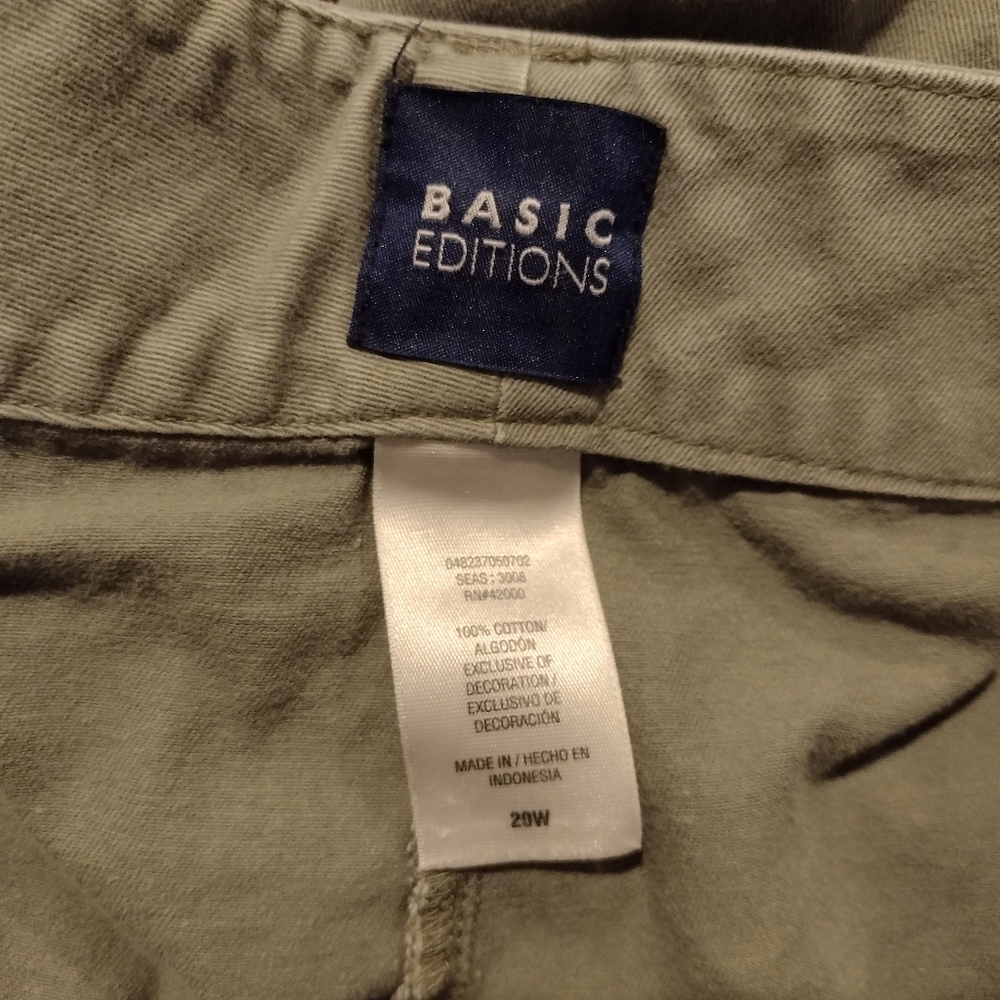 BASIC
EDITIONS
048237050702
SEAS : 3008
RN#42000
100% COTTON/
ALGODÓN
EXCLUSIVE OF
DECORATION /
EXCLUSIVO DE
DECORACIÓN
MADE IN / HECHO EN
INDONESIA
20W